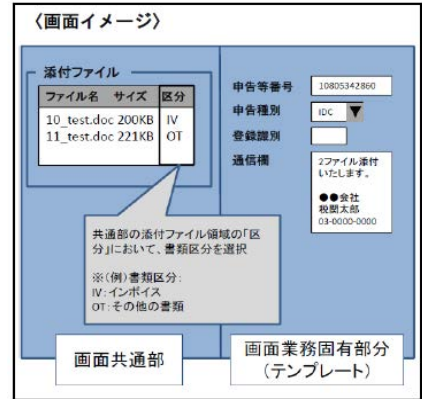 〈画面イメージ〉
添付ファイル
ファイル名 サイズ 区分
10_test.doc 200KB IV
11_test.doc 221KB OT
共通部の添付ファイル領域の「区
分」において、書類区分を選択
※(例)書類区分:
IV:インボイス
OT:その他の書類
画面共通部
申告等番号 10805342860
申告種別 IDC ▼
登録識別
通信欄
2ファイル添付
いたします。
●●会社
税関太郎
03-0000-0000
画面業務固有部分
(テンプレート)